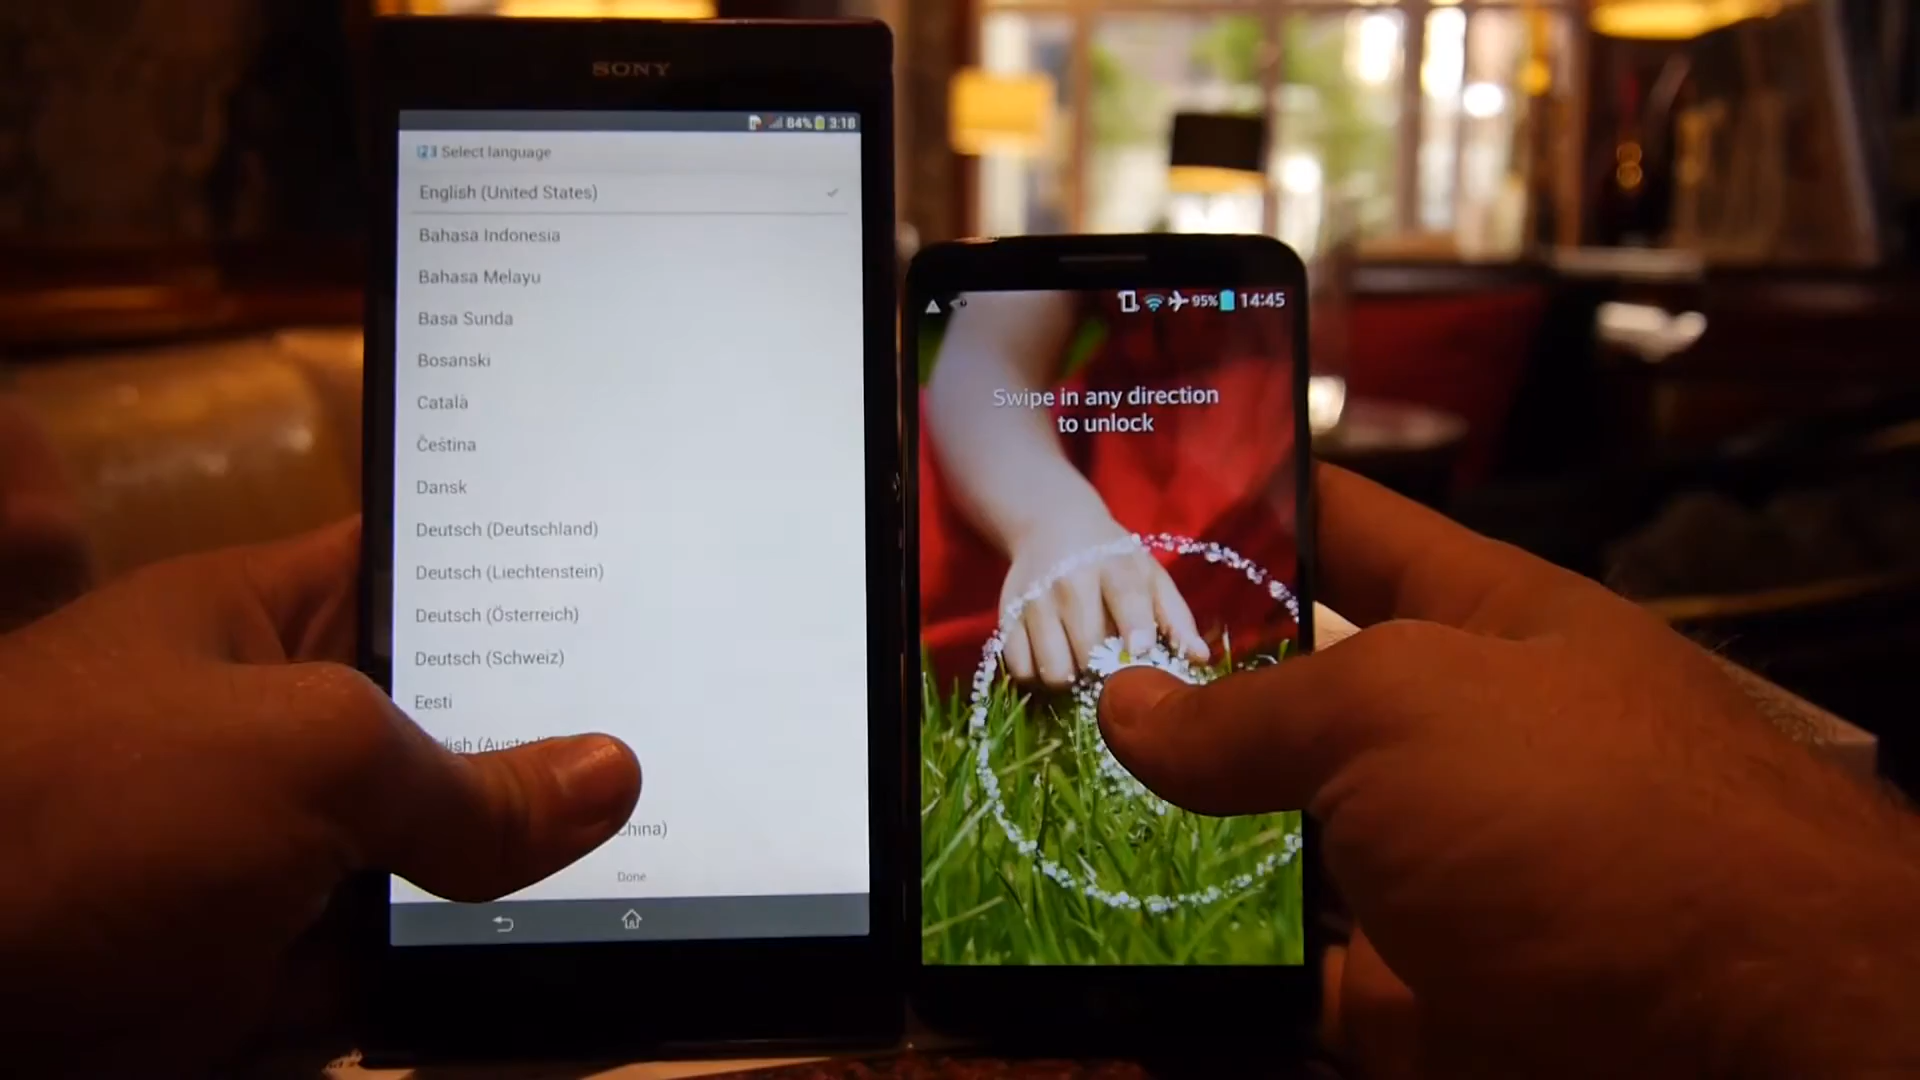 SONY
84% 3:18
Select language
English (United States)
Bahasa Indonesia
Bahasa Melayu
Basa Sunda
Bosanski
Català
Čeština
Dansk
Deutsch (Deutschland)
Deutsch (Liechtenstein)
Deutsch (Österreich)
Deutsch (Schweiz)
Eesti
China)
Done
95% 14:45
Swipe in any direction
to unlock